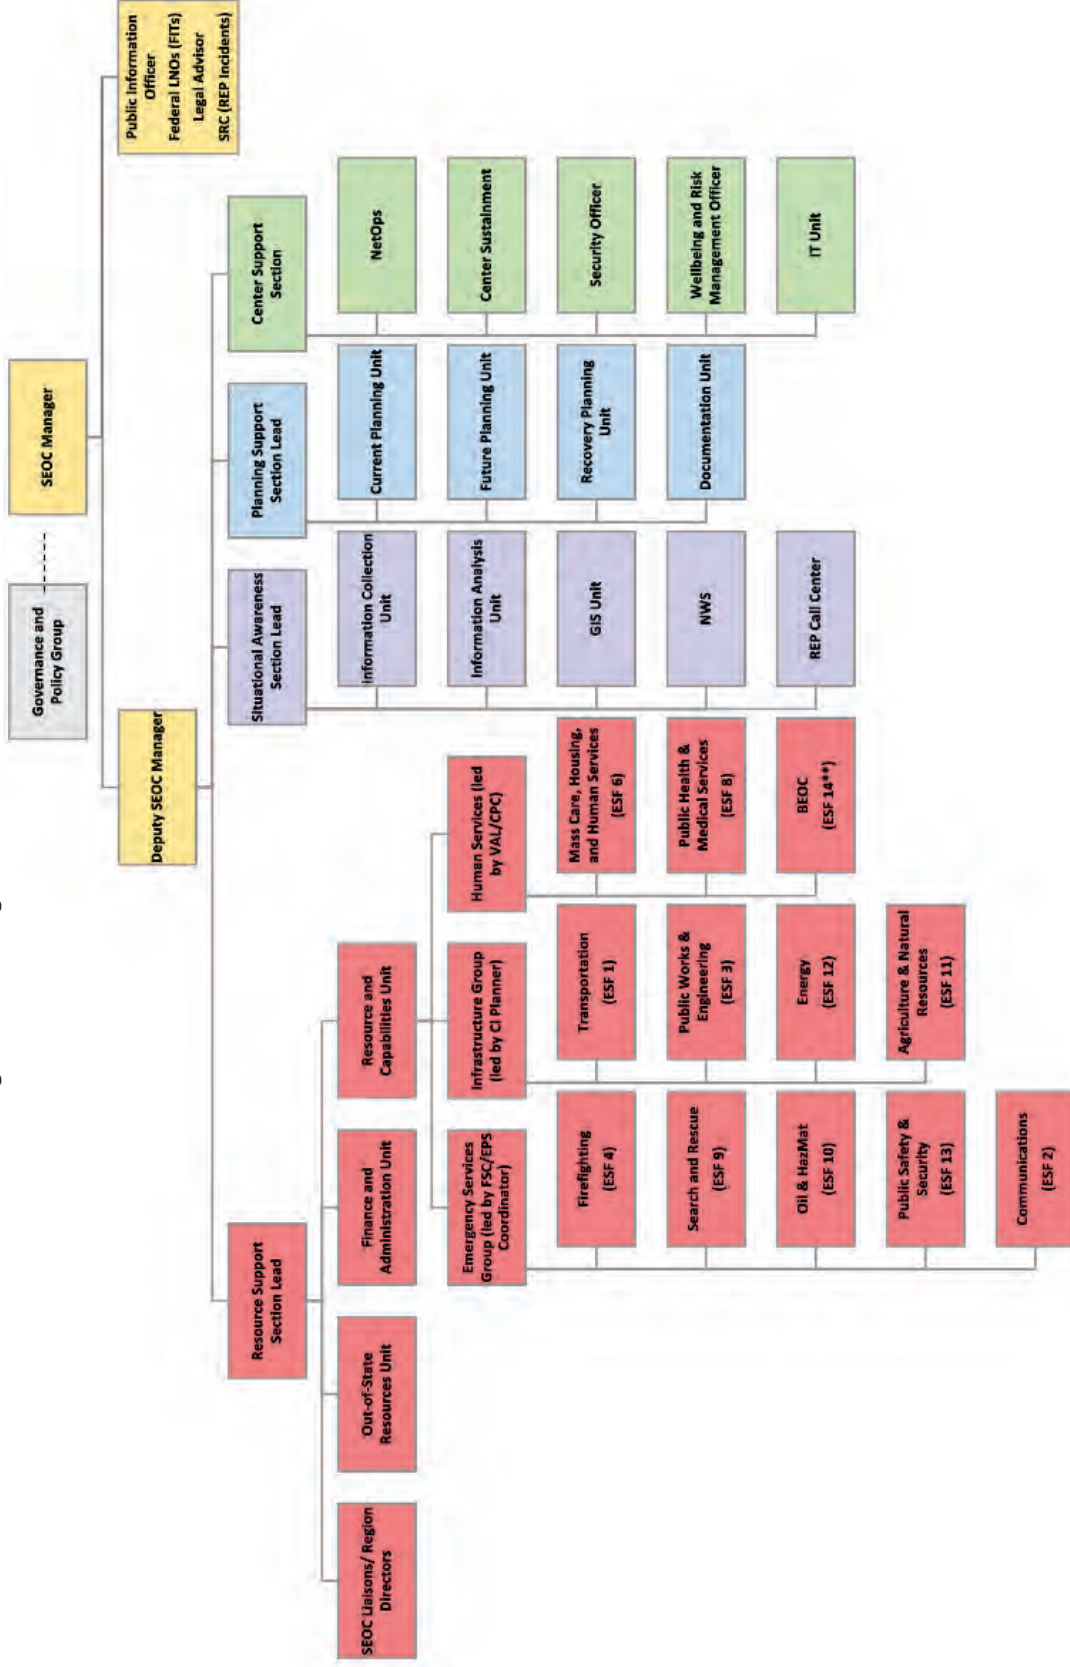 Governance and
Policy Group
SEOC Manager
Deputy SEOC Manager
Public Information
Officer
Federal LNOs (FITs)
Legal Advisor
SRC (REP Incidents)
Resource Support
Section Lead
Situational Awareness
Section Lead
Planning Support
Section Lead
Center Support
Section
SEOC Liaisons/ Region
Directors
Out-of-State
Resources Unit
Finance and
Administration Unit
Resource and
Capabilities Unit
Information Collection
Unit
Current Planning Unit
NetOps
Emergency Services
Group (led by FSC/EPS
Coordinator)
Infrastructure Group
(led by CI Planner)
Human Services (led
by VAL/CPC)
Information Analysis
Unit
Future Planning Unit
Center Sustainment
Firefighting
(ESF 4)
Transportation
(ESF 1)
Mass Care, Housing,
and Human Services
(ESF 6)
GIS Unit
Recovery Planning
Unit
Security Officer
Search and Rescue
(ESF 9)
Public Works &
Engineering
(ESF 3)
Public Health &
Medical Services
(ESF 8)
NWS
Documentation Unit
Wellbeing and Risk
Management Officer
Oil & HazMat
(ESF 10)
Energy
(ESF 12)
BEOC
(ESF 14**)
REP Call Center
IT Unit
Public Safety &
Security
(ESF 13)
Agriculture & Natural
Resources
(ESF 11)
Communications
(ESF 2)